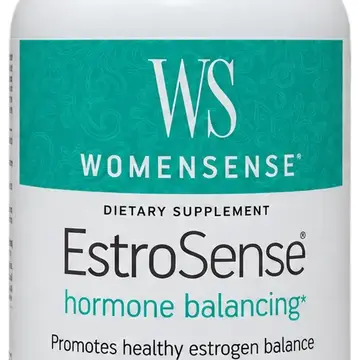 WS
WOMENSENSE®
DIETARY SUPPLEMENT
EstroSense®
hormone balancing*
Promotes healthy estrogen balance